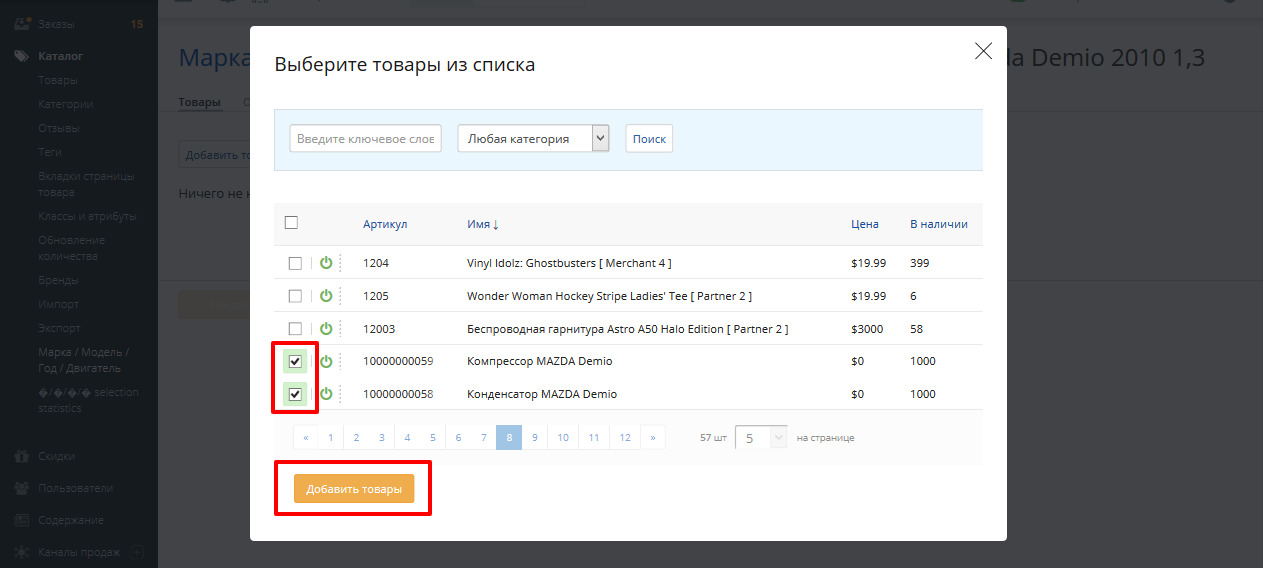 Заказы 15
Каталог
Товары
Категории
Отзывы
Теги
Вкладки страницы
товара
Классы и атрибуты
Обновление
количества
Бренды
Импорт
Экспорт
Марка / Модель /
Год / Двигатель
�/�/�/� selection
statistics
Скидки
Пользователи
Содержание
Каналы продаж
Марка
da Demio 2010 1,3
Товары
Добавить то
Ничего не н
Выберите товары из списка
Введите ключевое слов
Любая категория
Поиск
Артикул Имя ↓ Цена В наличии
1204 Vinyl Idolz: Ghostbusters [ Merchant 4 ] $19.99 399
1205 Wonder Woman Hockey Stripe Ladies' Tee [ Partner 2 ] $19.99 6
12003 Беспроводная гарнитура Astro A50 Halo Edition [ Partner 2 ] $3000 58
10000000059 Компрессор MAZDA Demio $0 1000
10000000058 Конденсатор MAZDA Demio $0 1000
« 1 2 3 4 5 6 7 8 9 10 11 12 » 57 шт 5 на странице
Добавить товары